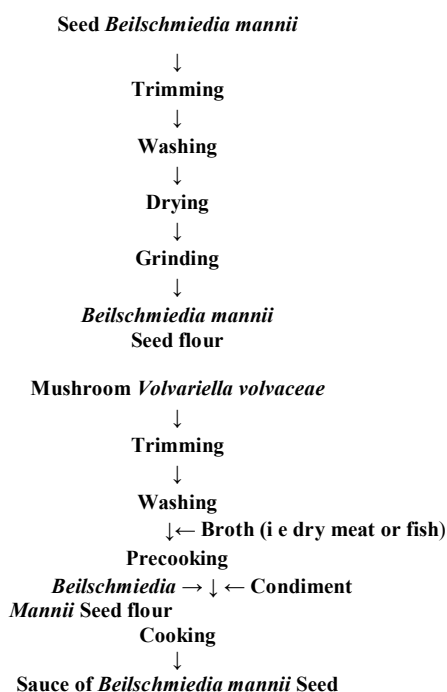 Seed Beilschmiedia mannii
↓
Trimming
↓
Washing
↓
Drying
↓
Grinding
↓
Beilschmiedia mannii
Seed flour
Mushroom Volvariella volvaceae
↓
Trimming
↓
Washing
↓← Broth (i e dry meat or fish)
Precooking
Beilschmiedia → ↓ ← Condiment
Mannii Seed flour
Cooking
↓
Sauce of Beilschmiedia mannii Seed